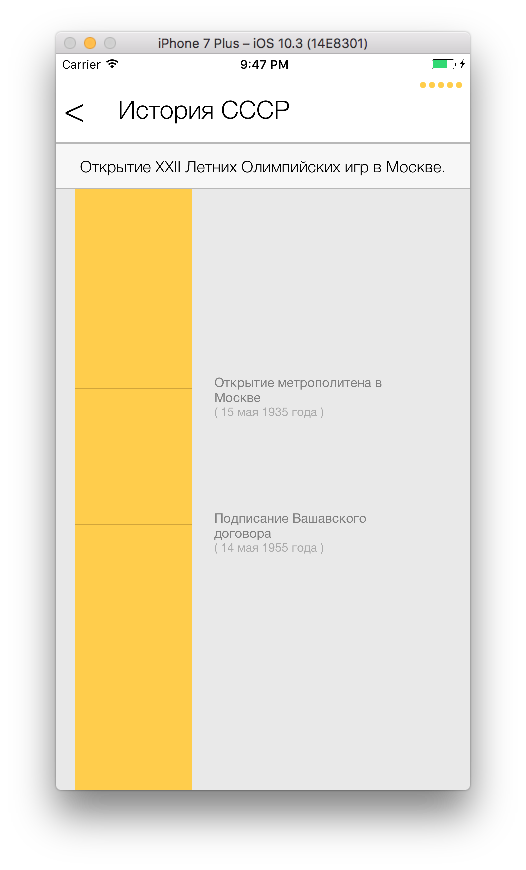 iPhone 7 Plus – iOS 10.3 (14E8301)
Carrier 9:47 PM
< История СССР
Открытие XXII Летних Олимпийских игр в Москве.
Открытие метрополитена в
Москве
( 15 мая 1935 года )
Подписание Вашавского
договора
( 14 мая 1955 года )